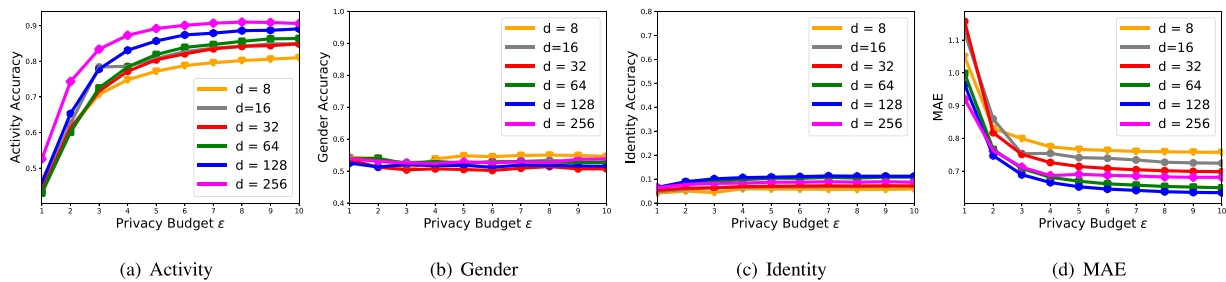 0.9
0.8
0.7
0.6
0.5
Activity Accuracy
d = 8
d=16
d = 32
d = 64
d = 128
d = 256
1 2 3 4 5 6 7 8 9 10
Privacy Budget ε
(a) Activity
1.0
0.9
0.8
0.7
0.6
0.5
0.4
Gender Accuracy
d = 8
d=16
d = 32
d = 64
d = 128
d = 256
1 2 3 4 5 6 7 8 9 10
Privacy Budget ε
(b) Gender
0.8
0.7
0.6
0.5
0.4
0.3
0.2
0.1
0.0
Identity Accuracy
d = 8
d=16
d = 32
d = 64
d = 128
d = 256
1 2 3 4 5 6 7 8 9 10
Privacy Budget ε
(c) Identity
1.1
1.0
0.9
0.8
0.7
MAE
d = 8
d=16
d = 32
d = 64
d = 128
d = 256
1 2 3 4 5 6 7 8 9 10
Privacy Budget ε
(d) MAE